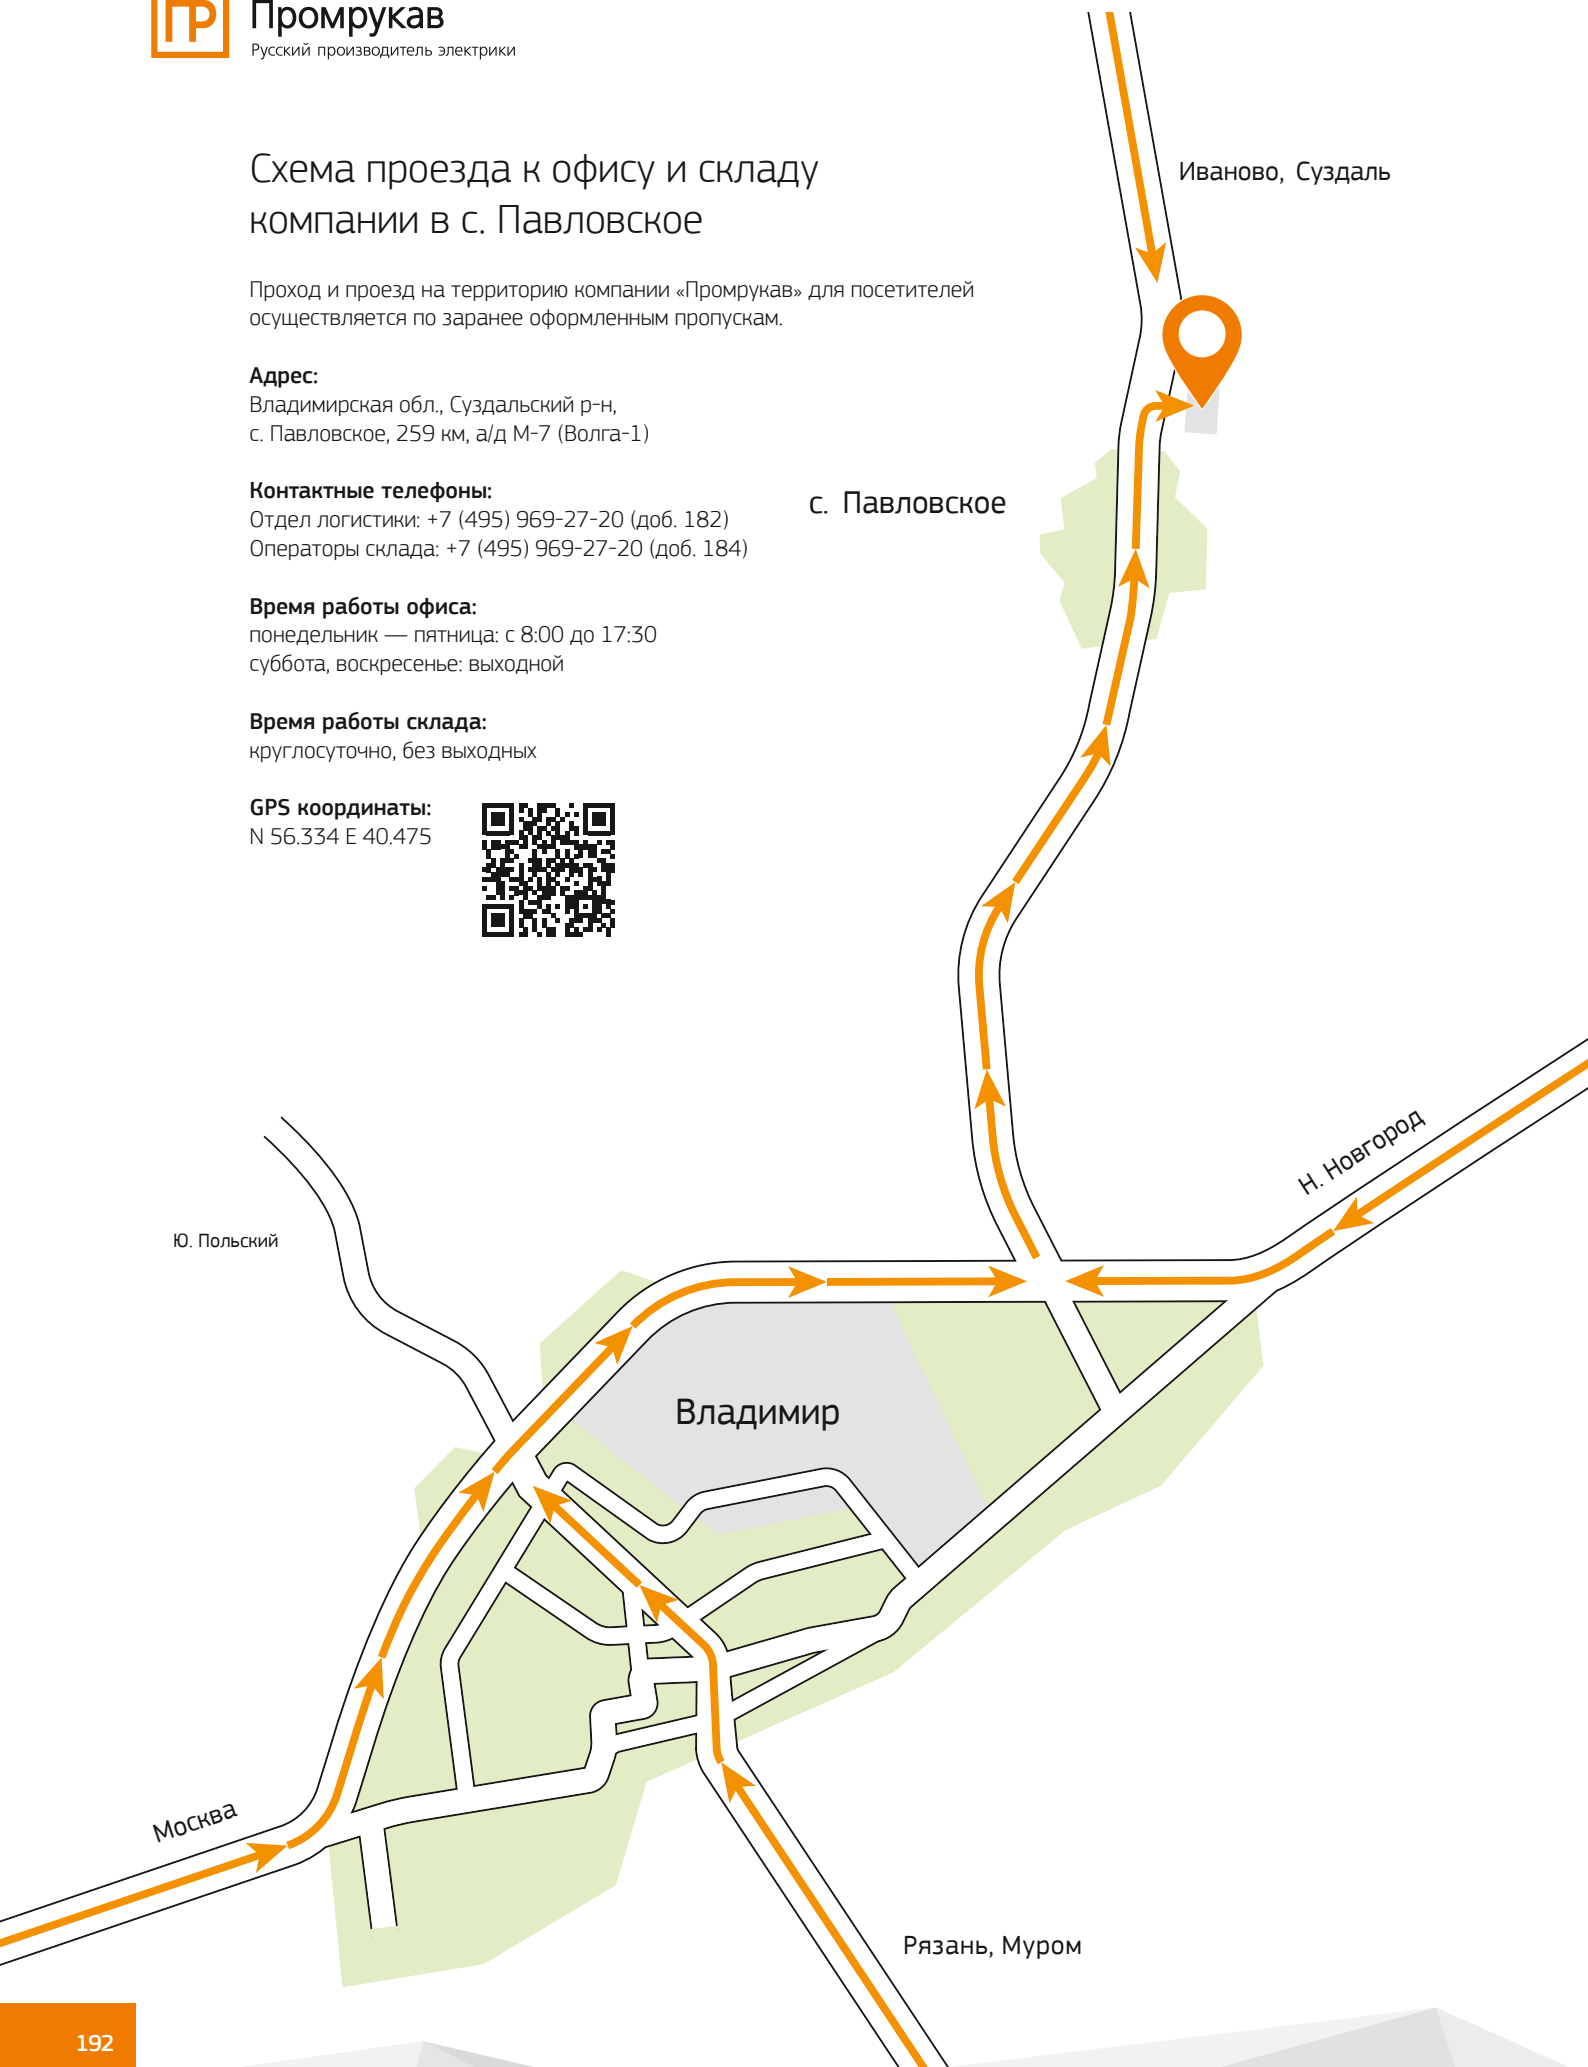 ПР
Промрукав
Русский производитель электрики
Схема проезда к офису и складу
компании в с. Павловское
Проход и проезд на территорию компании «Промрукав» для посетителей
осуществляется по заранее оформленным пропускам.
Адрес:
Владимирская обл., Суздальский р-н,
с. Павловское, 259 км, а/д М-7 (Волга-1)
Контактные телефоны:
Отдел логистики: +7 (495) 969-27-20 (доб. 182)
Операторы склада: +7 (495) 969-27-20 (доб. 184)
Время работы офиса:
понедельник — пятница: с 8:00 до 17:30
суббота, воскресенье: выходной
Время работы склада:
круглосуточно, без выходных
GPS координаты:
N 56.334 E 40.475
Иваново, Суздаль
с. Павловское
Н. Новгород
Ю. Польский
Владимир
Москва
Рязань, Муром
192